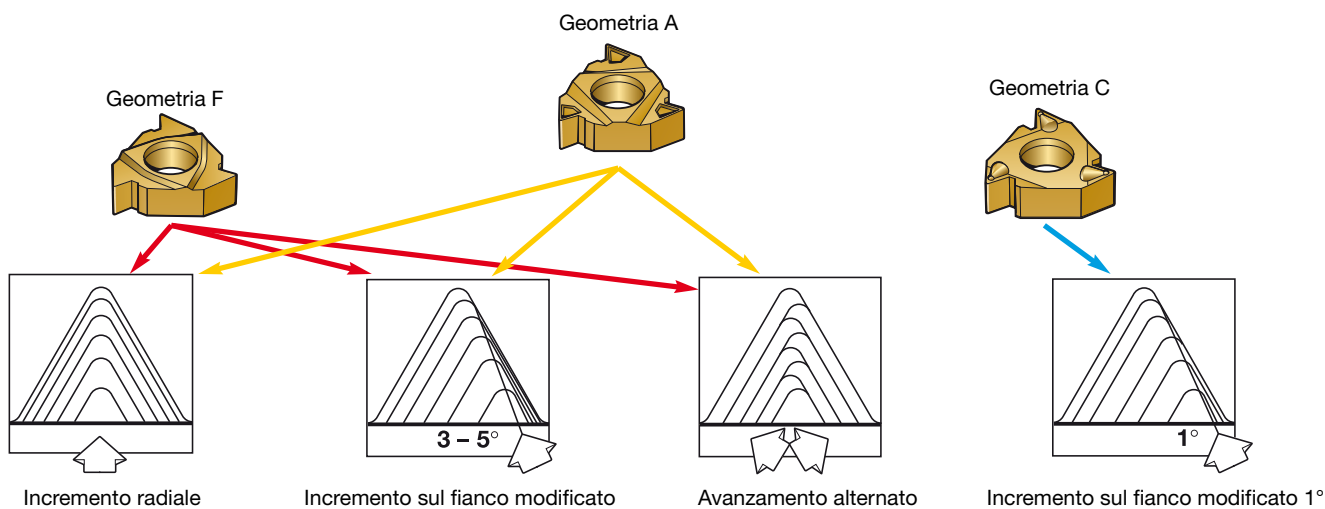 Geometria A
Geometria F
Geometria C
3 – 5°
1°
Incremento radiale
Incremento sul fianco modificato
Avanzamento alternato
Incremento sul fianco modificato 1°